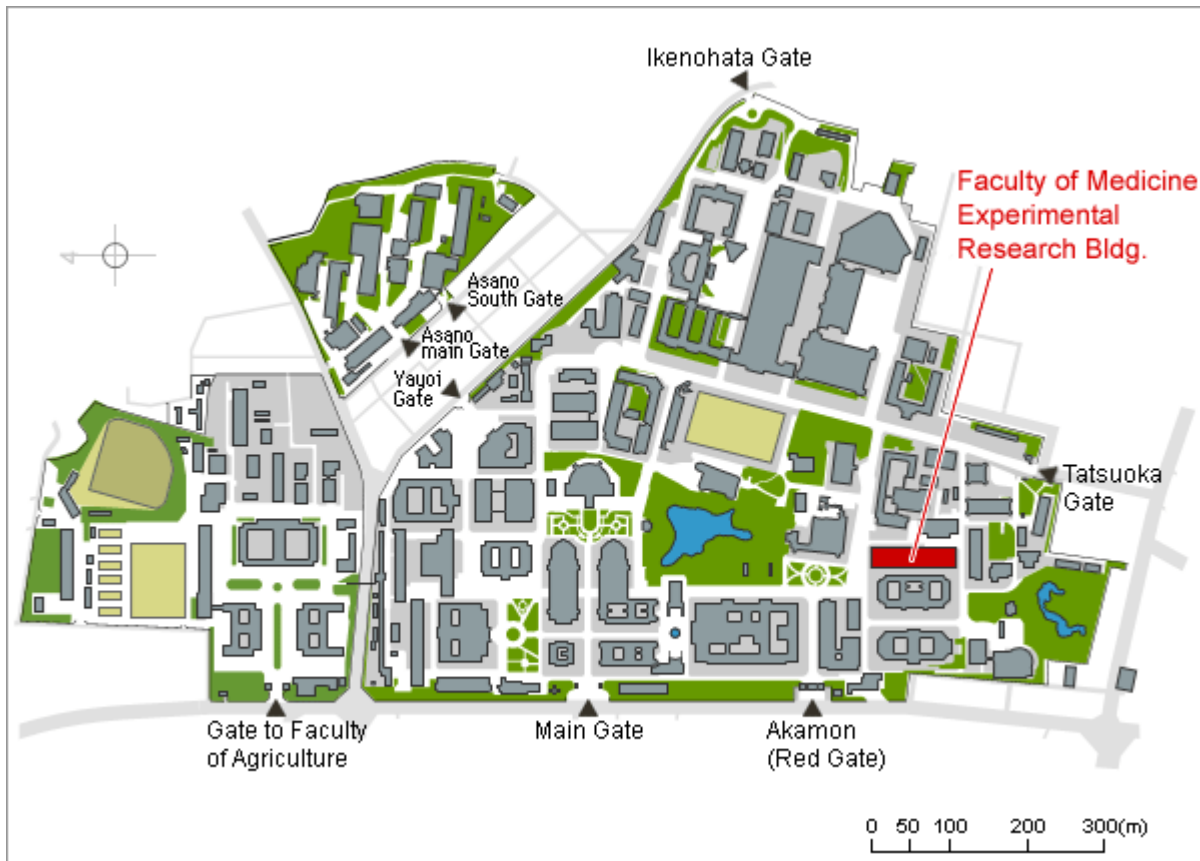 Ikenohata Gate
Faculty of Medicine
Experimental
Research Bldg.
Asano
South Gate
Asano
main Gate
Yayoi
Gate
Tatsuoka
Gate
Gate to Faculty
of Agriculture
Main Gate
Akamon
(Red Gate)
0 50 100 200 300(m)